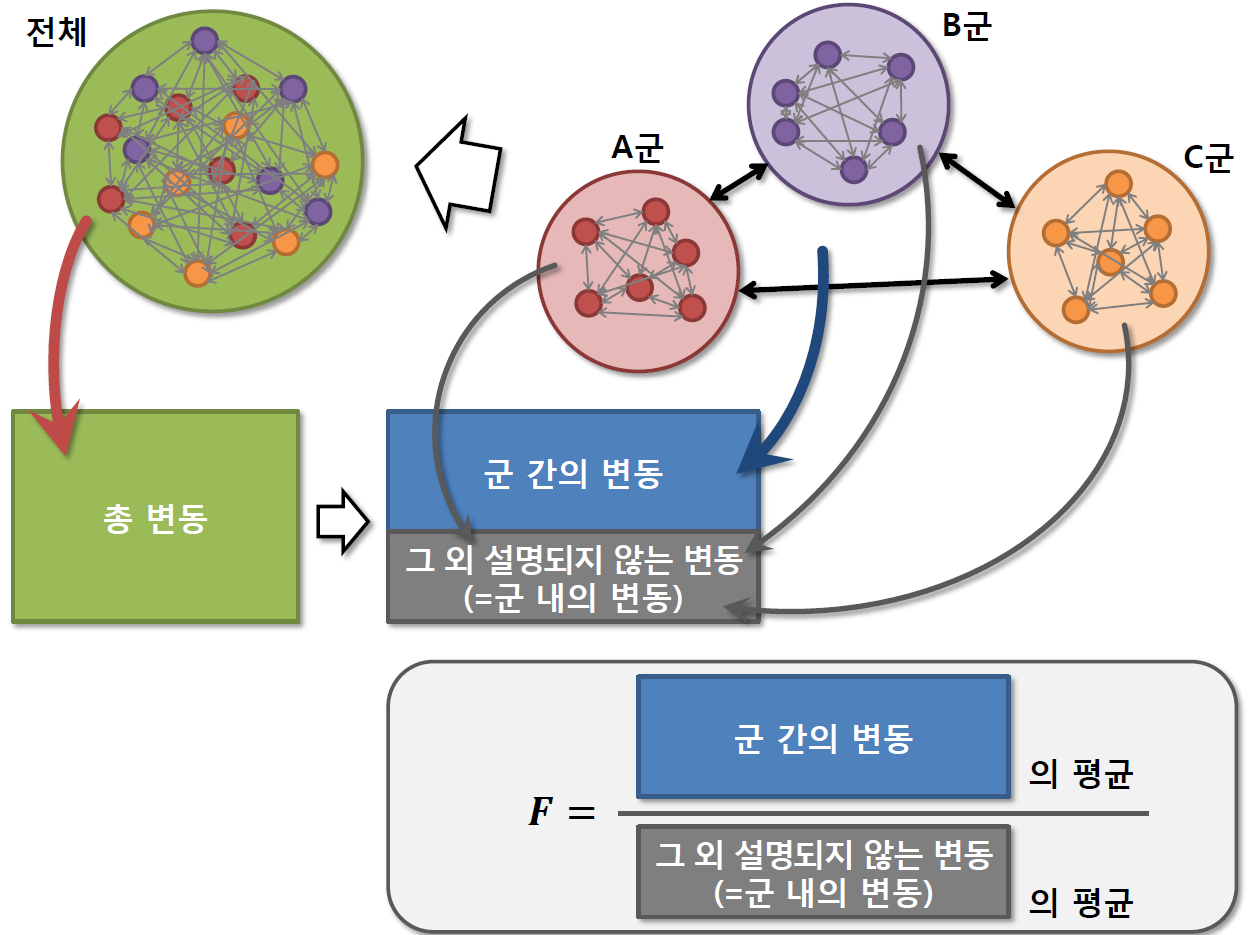 전체
B군
A군
C군
총 변동
군 간의 변동
그 외 설명되지 않는 변동
(=군 내의 변동)
군 간의 변동
의 평균
F =
그 외 설명되지 않는 변동
(=군 내의 변동)
의 평균